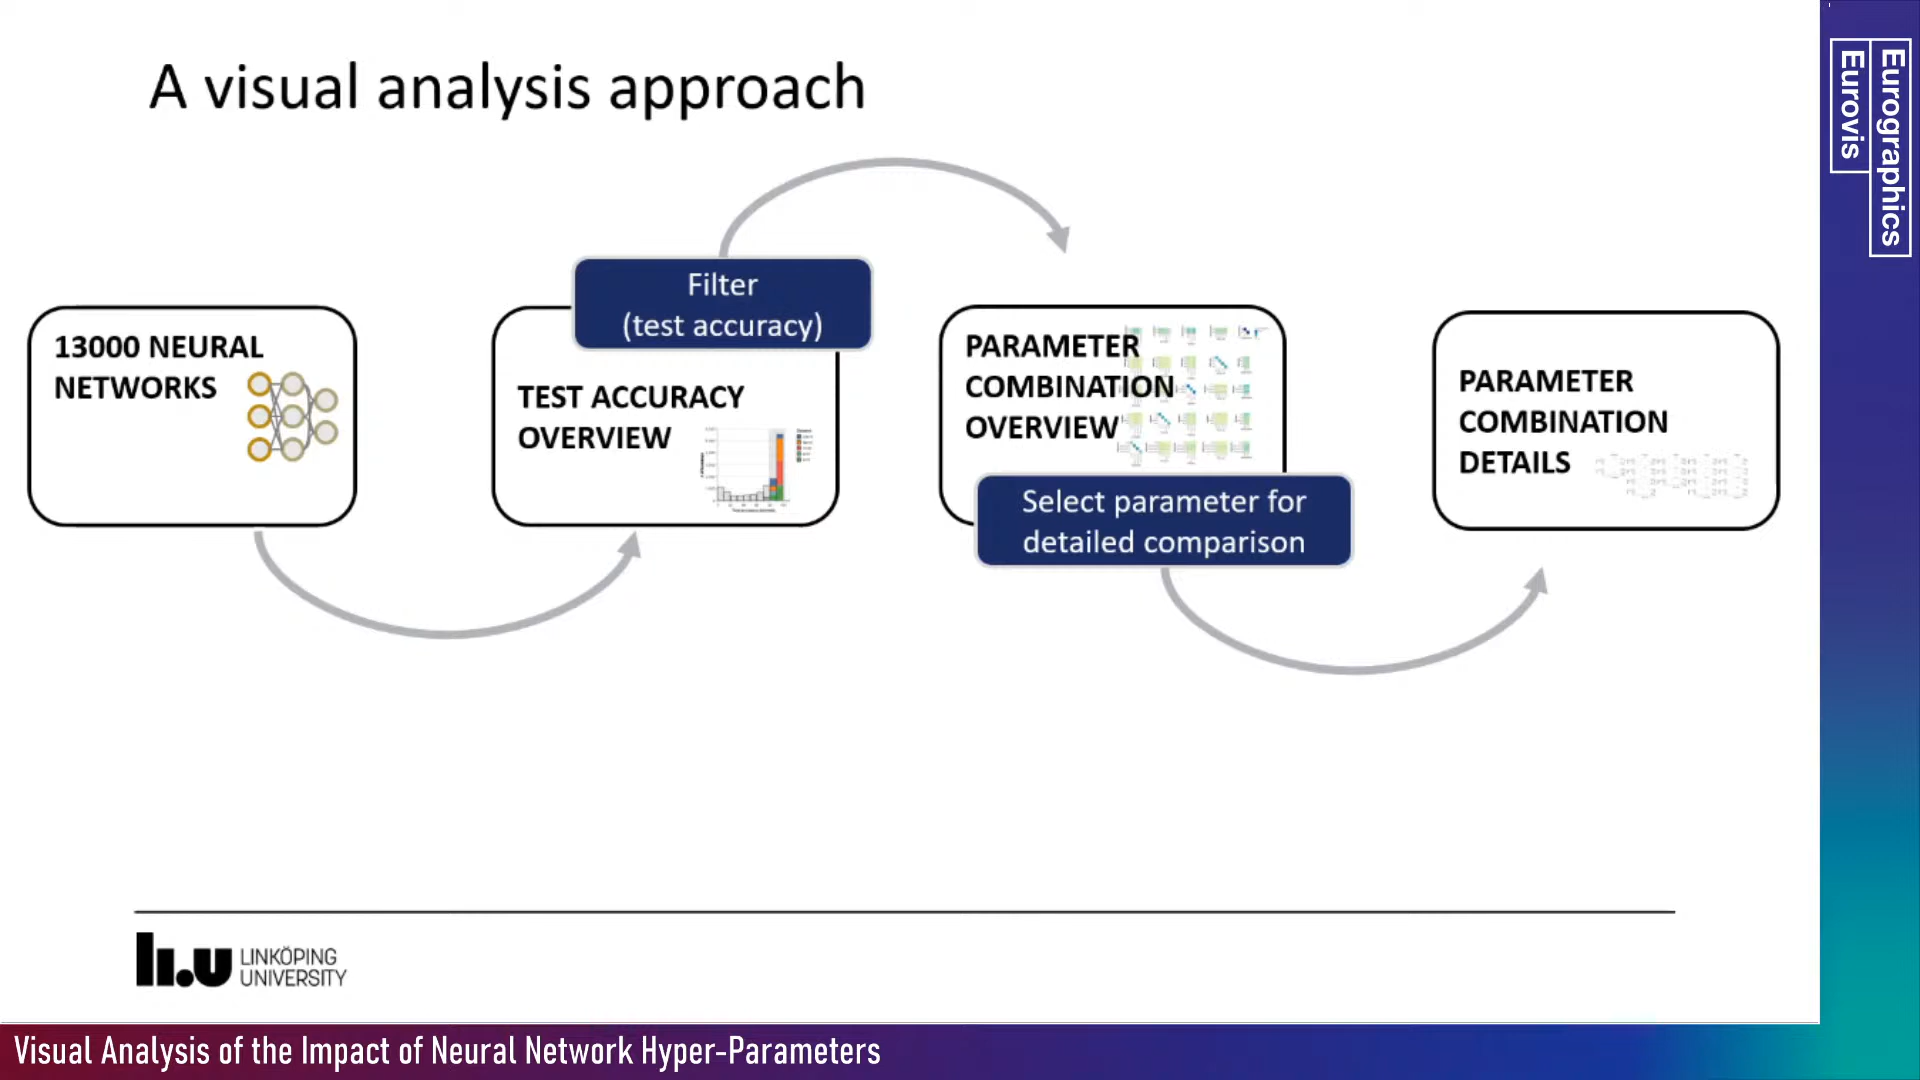 A visual analysis approach
Eurographics
Eurovis
Filter
(test accuracy)
13000 NEURAL
NETWORKS
TEST ACCURACY
OVERVIEW
PARAMETER
COMBINATION
OVERVIEW
PARAMETER
COMBINATION
DETAILS
Select parameter for
detailed comparison
LINKÖPING
UNIVERSITY
li.u
Visual Analysis of the Impact of Neural Network Hyper-Parameters